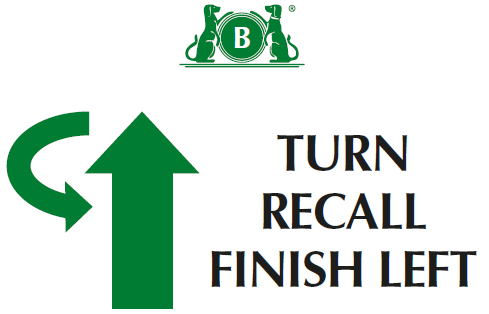 B ®
TURN
RECALL
FINISH LEFT